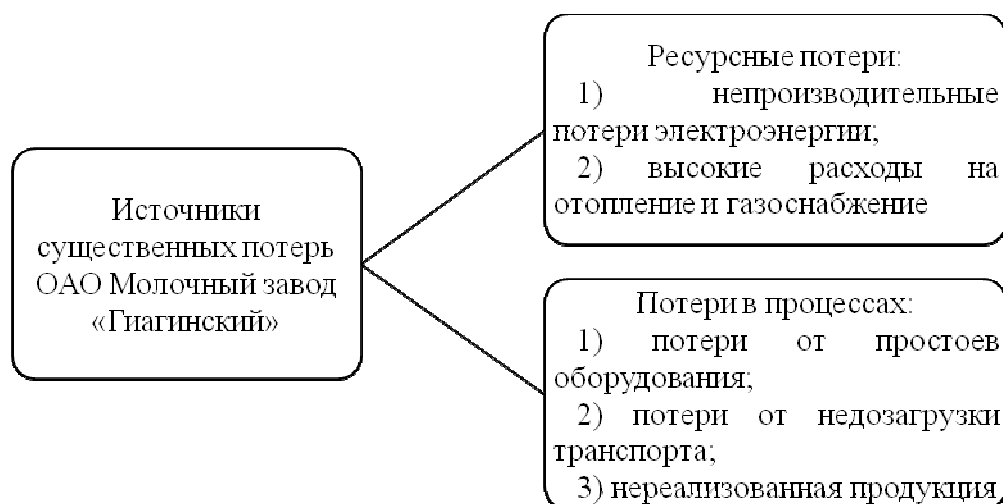 Источники
существенных потерь
ОАО Молочный завод
«Гиагинский»
Ресурсные потери:
1) непроизводительные
потери электроэнергии;
2) высокие расходы на
отопление и газоснабжение
Потери в процессах:
1) потери от простоев
оборудования;
2) потери от недозагрузки
транспорта;
3) нереализованная продукция